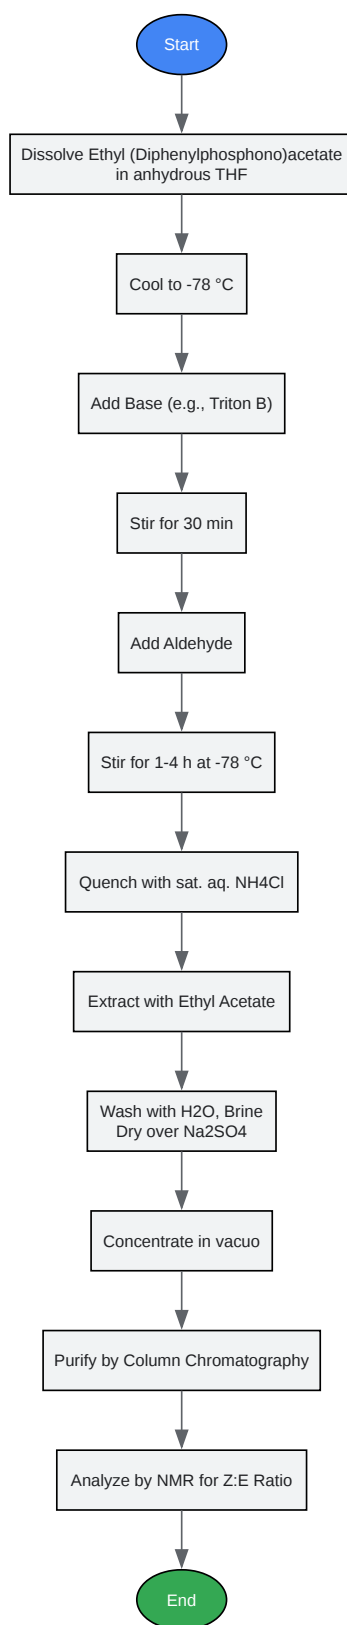 Start
Dissolve Ethyl (Diphenylphosphono)acetate
in anhydrous THF
Cool to -78 °C
Add Base (e.g., Triton B)
Stir for 30 min
Add Aldehyde
Stir for 1-4 h at -78 °C
Quench with sat. aq. NH4Cl
Extract with Ethyl Acetate
Wash with H2O, Brine
Dry over Na2SO4
Concentrate in vacuo
Purify by Column Chromatography
Analyze by NMR for Z:E Ratio
End